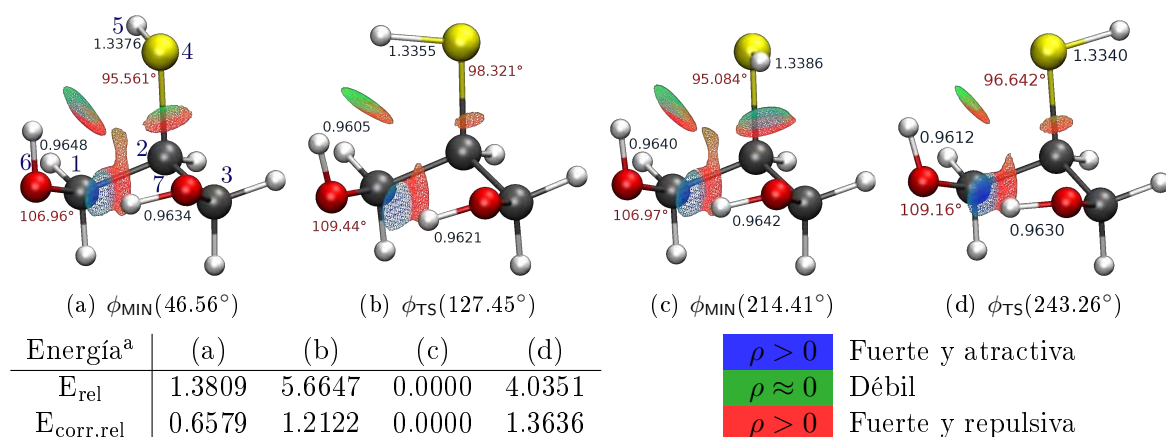 5
1.3376
4
95.561°
0.9648
6
1
2
7
3
106.96°
0.9634
1.3355
98.321°
0.9605
109.44°
0.9621
1.3386
95.084°
0.9640
106.97°
0.9642
1.3340
96.642°
0.9612
109.16°
0.9630
(a) ϕMIN(46.56°)
(b) ϕTS(127.45°)
(c) ϕMIN(214.41°)
(d) ϕTS(243.26°)
Energíaᵃ (a) (b) (c) (d)
Erel 1.3809 5.6647 0.0000 4.0351
Ecorr.rel 0.6579 1.2122 0.0000 1.3636
ρ > 0 Fuerte y atractiva
ρ ≈ 0 Débil
ρ > 0 Fuerte y repulsiva